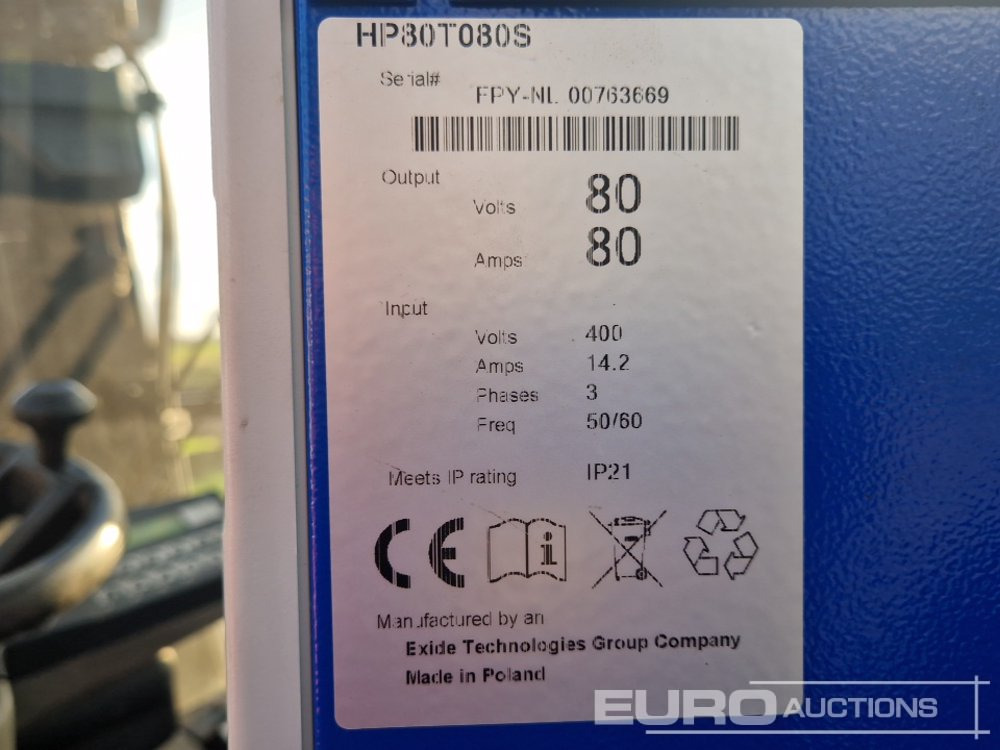 HP80T080S
Serial#
FPY-NL 00763669
Output
Volts 80
Amps 80
Input
Volts 400
Amps 14.2
Phases 3
Freq 50/60
Meets IP rating IP21
CE
i
Manufactured by an
Exide Technologies Group Company
Made in Poland
EURO AUCTIONS